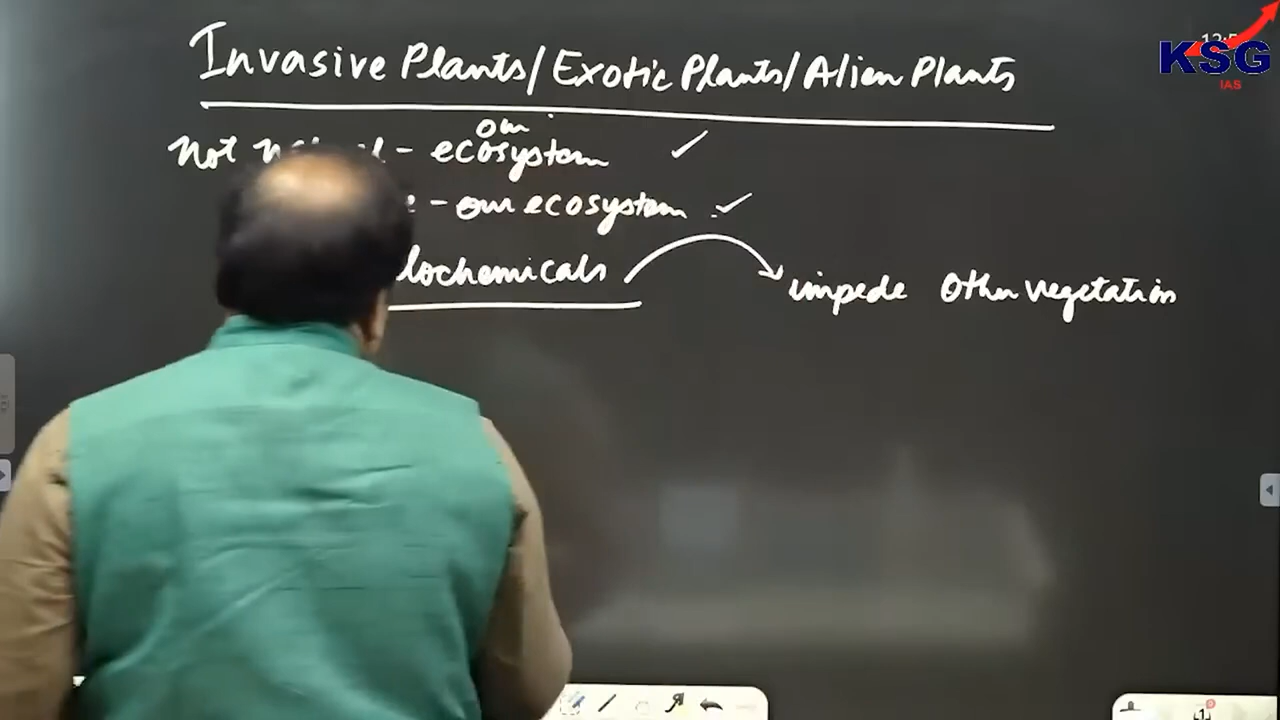 Invasive Plants/Exotic Plants/Alien Plants
KSG
IAS
our
Not - ecosystem ✓
- our ecosystem ✓
lochemicals
impede Other vegetation